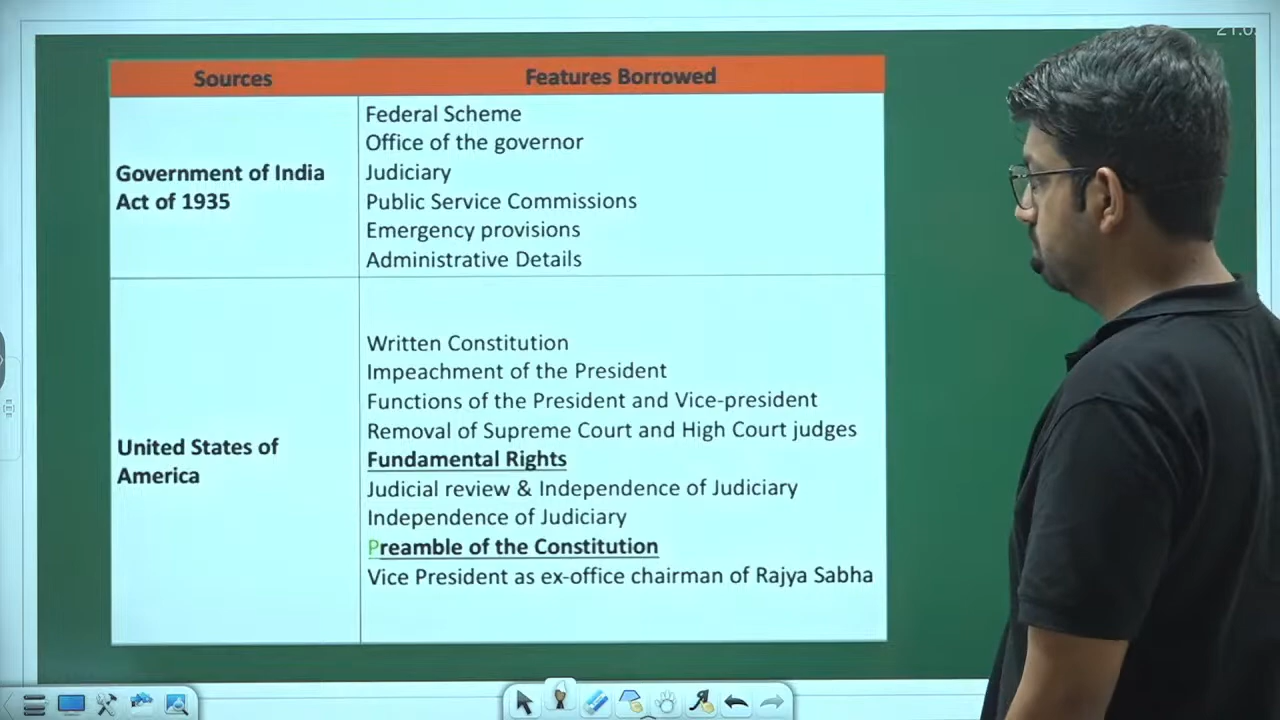 Sources
Features Borrowed
Government of India
Act of 1935
Federal Scheme
Office of the governor
Judiciary
Public Service Commissions
Emergency provisions
Administrative Details
United States of
America
Written Constitution
Impeachment of the President
Functions of the President and Vice-president
Removal of Supreme Court and High Court judges
Fundamental Rights
Judicial review & Independence of Judiciary
Independence of Judiciary
Preamble of the Constitution
Vice President as ex-office chairman of Rajya Sabha